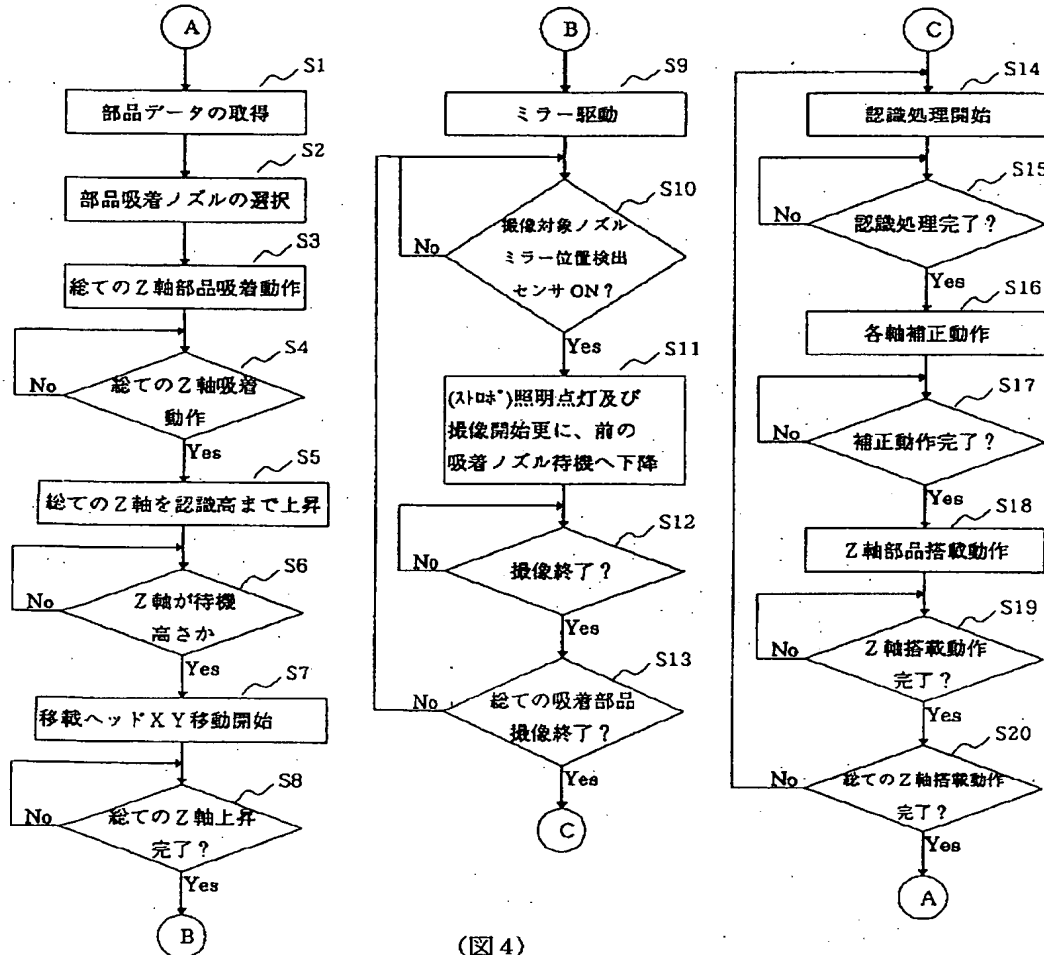 A
S1
部品データの取得
S2
部品吸着ノズルの選択
S3
総てのZ軸部品吸着動作
S4
総てのZ軸吸着
動作
No
Yes
S5
総てのZ軸を認識高まで上昇
S6
Z軸が待機
高さか
No
Yes
S7
移載ヘッドXY移動開始
S8
総てのZ軸上昇
完了?
No
Yes
B
B
S9
ミラー駆動
S10
撮像対象ノズル
ミラー位置検出
センサON?
No
Yes
S11
(ストロボ)照明点灯及び
撮像開始更に、前の
吸着ノズル待機へ下降
S12
撮像終了?
No
Yes
S13
総ての吸着部品
撮像終了?
No
Yes
C
C
S14
認識処理開始
S15
認識処理完了?
No
Yes
S16
各軸補正動作
S17
補正動作完了?
No
Yes
S18
Z軸部品搭載動作
S19
Z軸搭載動作
完了?
No
Yes
S20
総てのZ軸搭載動作
完了?
No
Yes
A
(図4)